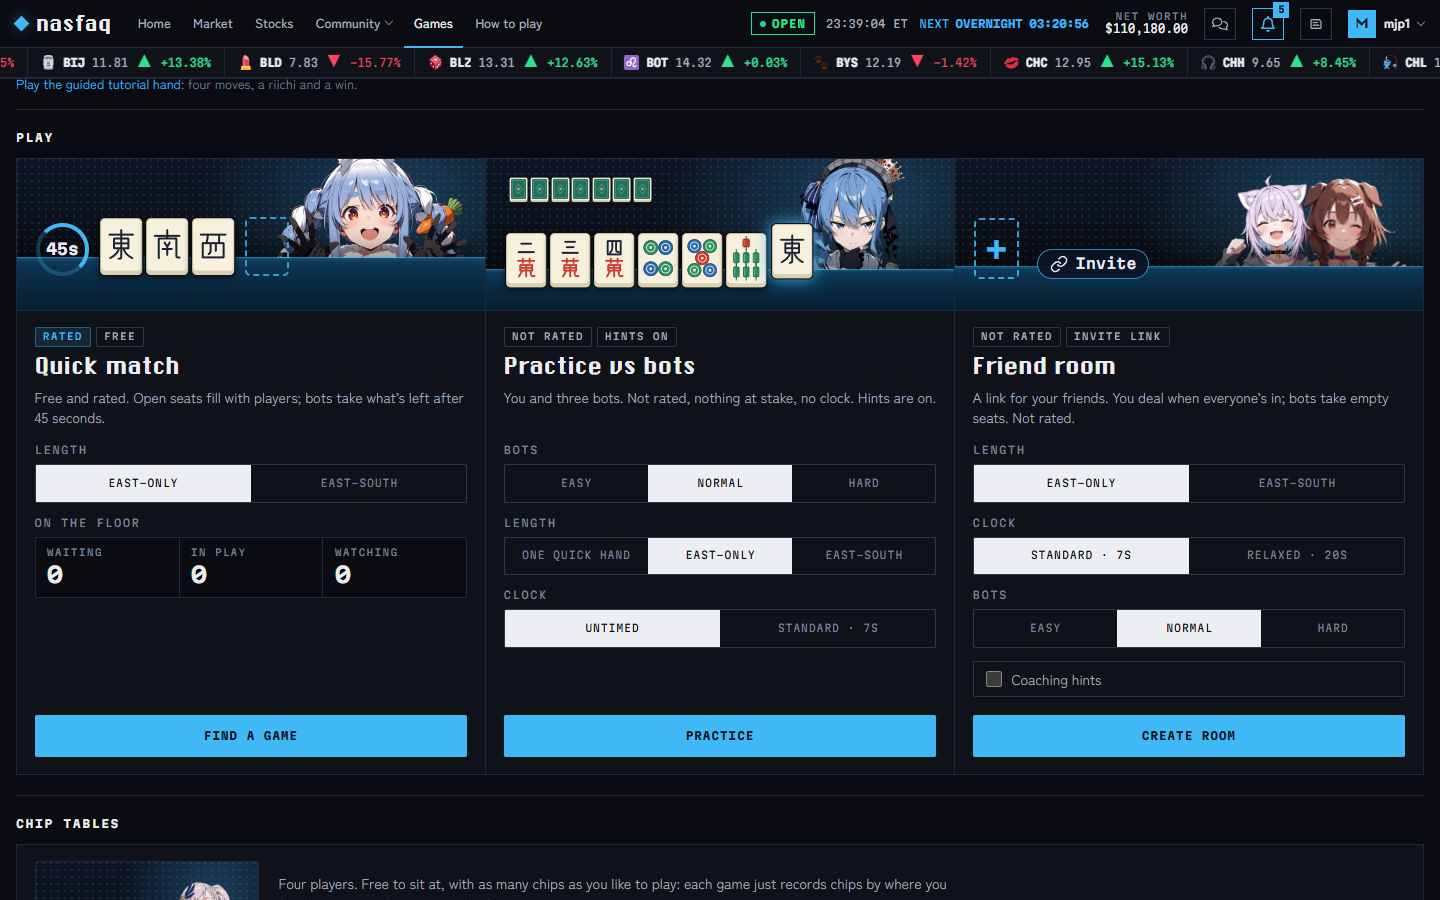 nasfaq
Home
Market
Stocks
Community
Games
How to play
OPEN
23:39:04 ET
NEXT OVERNIGHT 03:20:56
NET WORTH
$110,180.00
5
M
mjp1
5%
BIJ 11.81 +13.38%
BLD 7.83 -15.77%
BLZ 13.31 +12.63%
BOT 14.32 +0.03%
BYS 12.19 -1.42%
CHC 12.95 +15.13%
CHH 9.65 +8.45%
CHL 1
Play the guided tutorial hand: four moves, a riichi and a win.
PLAY
45s
東 南 西
二萬 三萬 四萬
東
+
Invite
RATED
FREE
Quick match
Free and rated. Open seats fill with players; bots take what's left after
45 seconds.
LENGTH
EAST-ONLY
EAST-SOUTH
ON THE FLOOR
WAITING
0
IN PLAY
0
WATCHING
0
FIND A GAME
NOT RATED
HINTS ON
Practice vs bots
You and three bots. Not rated, nothing at stake, no clock. Hints are on.
BOTS
EASY
NORMAL
HARD
LENGTH
ONE QUICK HAND
EAST-ONLY
EAST-SOUTH
CLOCK
UNTIMED
STANDARD · 7S
PRACTICE
NOT RATED
INVITE LINK
Friend room
A link for your friends. You deal when everyone's in; bots take empty
seats. Not rated.
LENGTH
EAST-ONLY
EAST-SOUTH
CLOCK
STANDARD · 7S
RELAXED · 20S
BOTS
EASY
NORMAL
HARD
Coaching hints
CREATE ROOM
CHIP TABLES
Four players. Free to sit at, with as many chips as you like to play: each game just records chips by where you